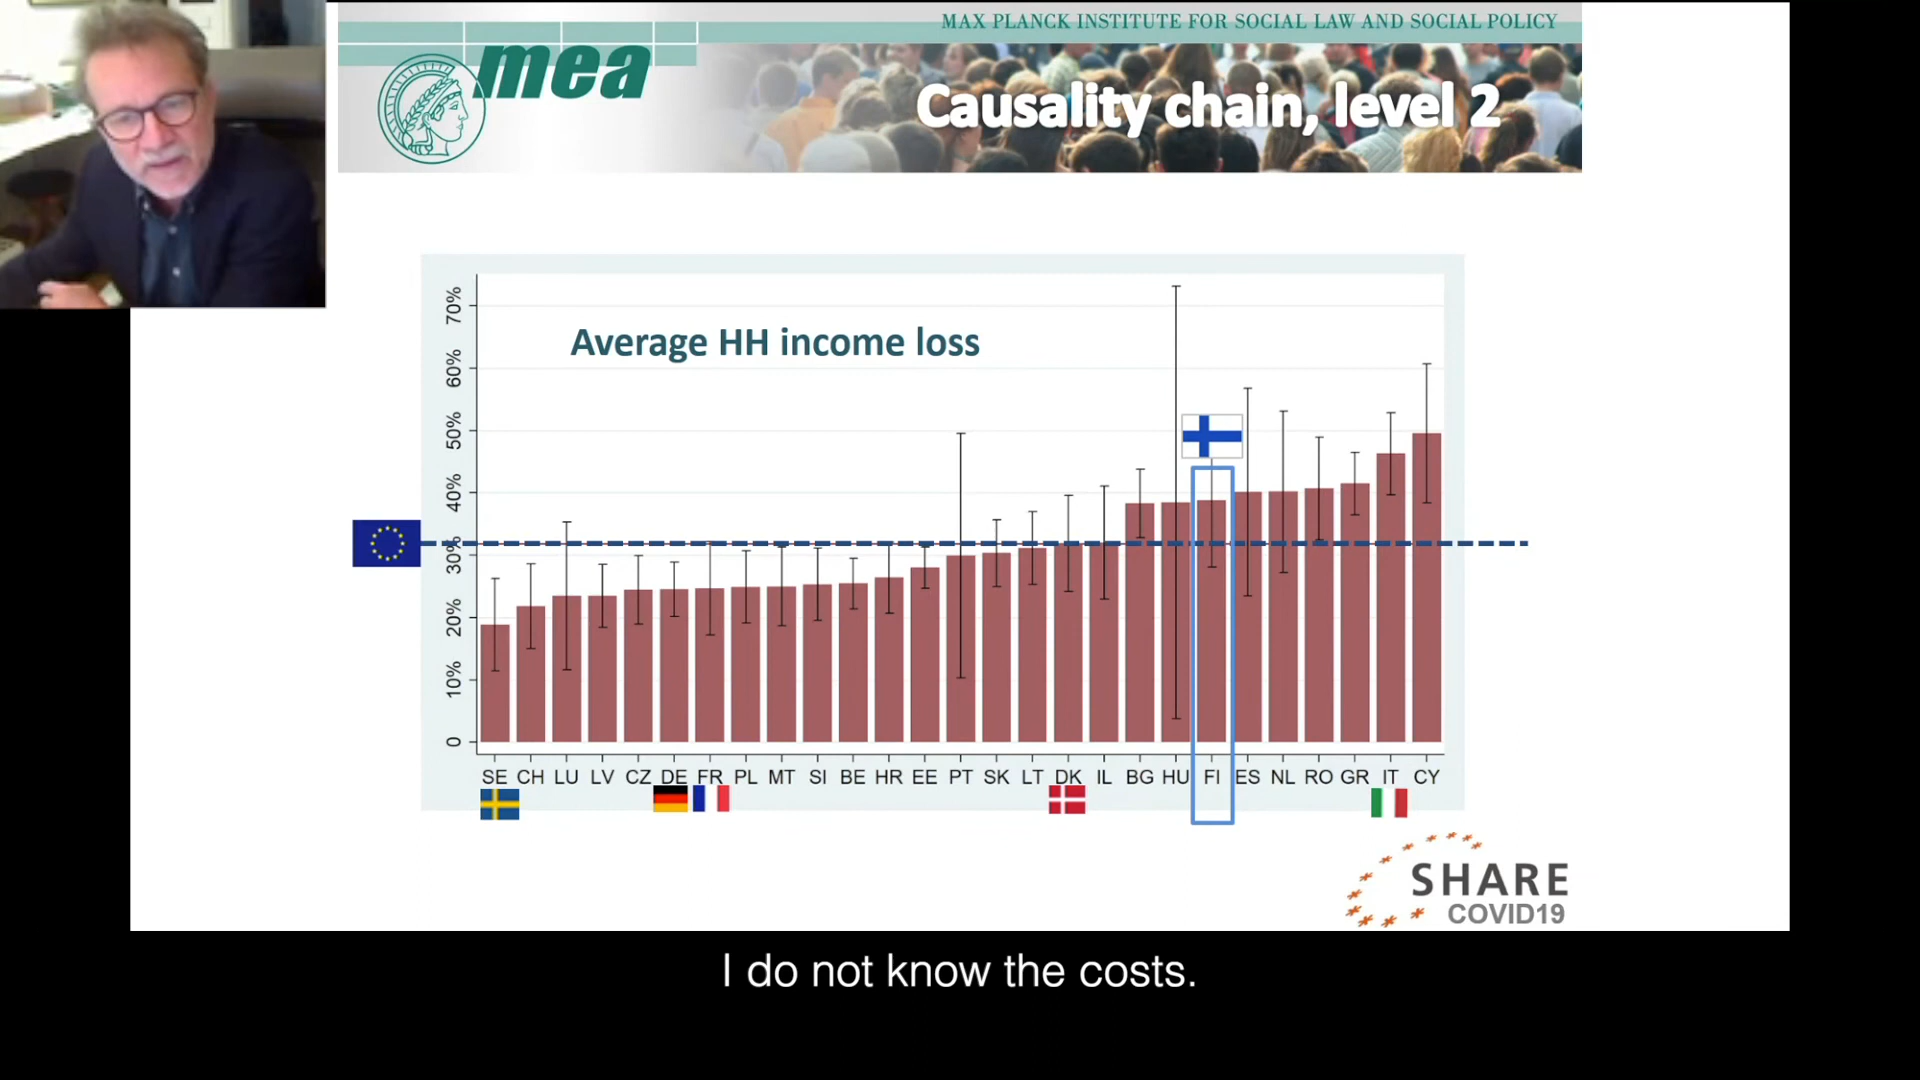 MAX PLANCK INSTITUTE FOR SOCIAL LAW AND SOCIAL POLICY
mea
Causality chain, level 2
Average HH income loss
70%
60%
50%
40%
30%
20%
10%
0
SE CH LU LV CZ DE FR PL MT SI BE HR EE PT SK LT DK IL BG HU FI ES NL RO GR IT CY
SHARE
COVID19
I do not know the costs.